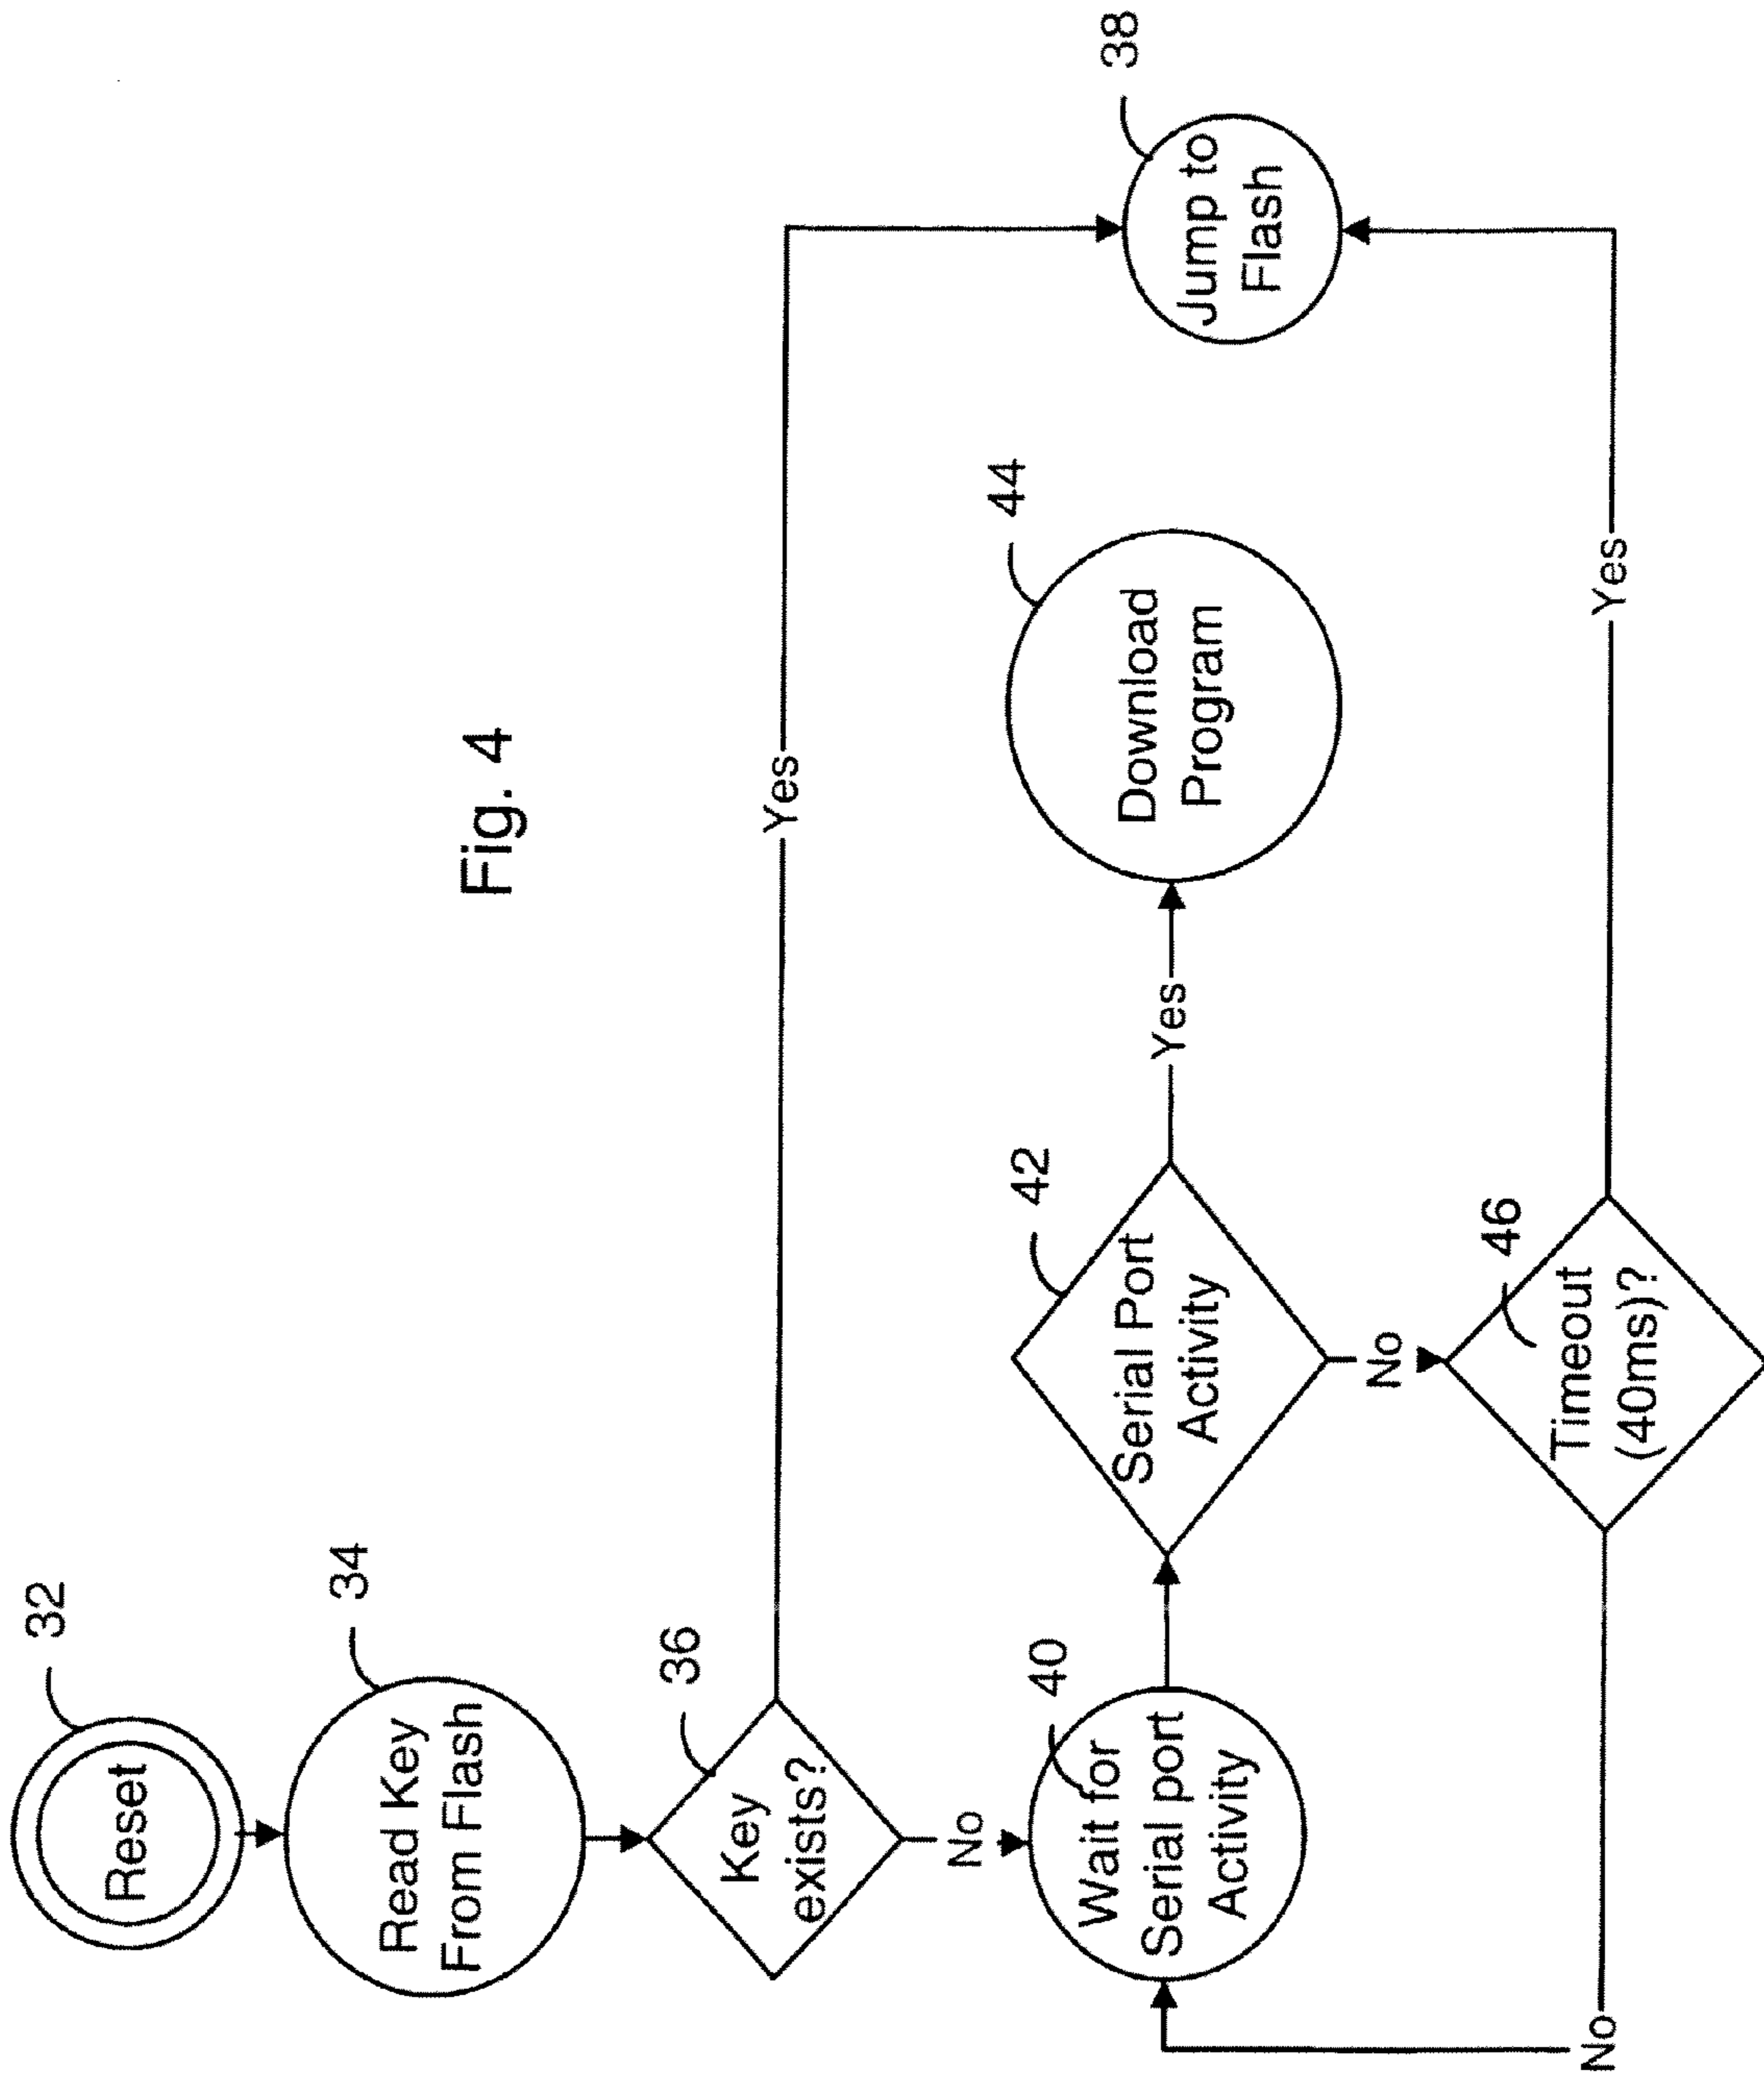 Fig. 4
32
Reset
34
Read Key
From Flash
36
Key
exists?
Yes
No
40
Wait for
Serial port
Activity
42
Serial Port
Activity
Yes
44
Download
Program
38
Jump to
Flash
No
46
Timeout
(40ms)?
Yes
No